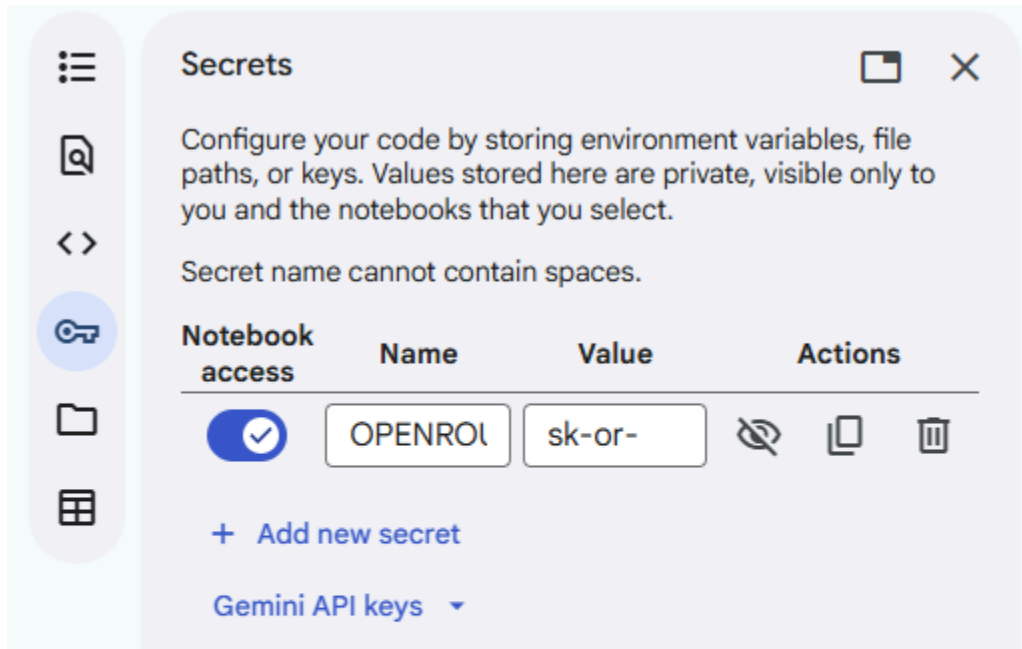 Secrets
Configure your code by storing environment variables, file
paths, or keys. Values stored here are private, visible only to
you and the notebooks that you select.
Secret name cannot contain spaces.
Notebook
access
Name
Value
Actions
OPENROU
sk-or-
+ Add new secret
Gemini API keys